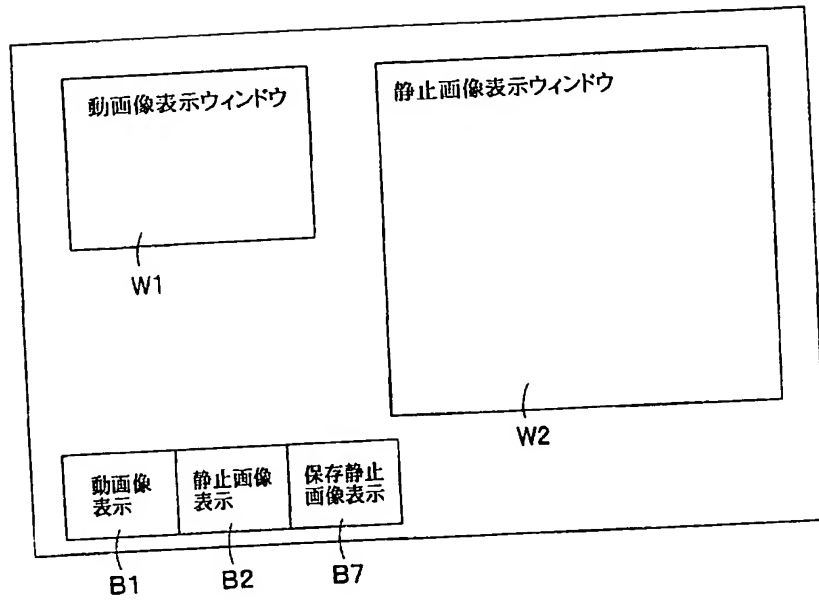 動画像表示ウィンドウ
静止画像表示ウィンドウ
W1
W2
動画像
表示
静止画像
表示
保存静止
画像表示
B1
B2
B7